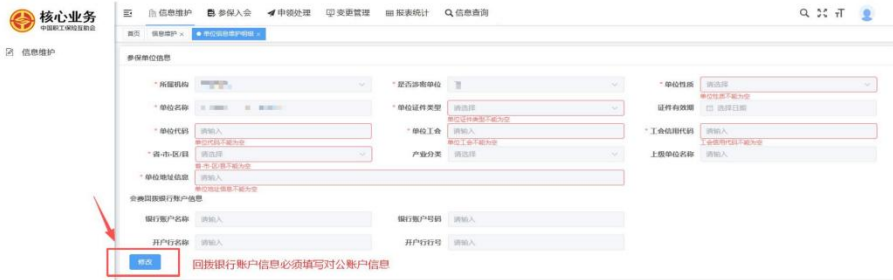 核心业务
中国职工保险互助会
信息维护 参保入会 申领处理 变更管理 报表统计 信息查询
首页 信息维护 × 单位信息维护明细 ×
信息维护
参保单位信息
* 所属机构 * 是否涉密单位 * 单位性质 请选择
单位性质不能为空
* 单位名称 * 单位证件类型 请选择 证件有效期 选择日期
单位证件类型不能为空
* 单位代码 请输入 * 单位工会 请输入 * 工会信用代码 请输入
单位代码不能为空 单位工会不能为空 工会信用代码不能为空
* 省-市-区/县 请选择 产业分类 请选择 上级单位名称 请输入
省-市-区/县不能为空
* 单位地址信息 请输入
单位地址信息不能为空
会费回拨银行账户信息
银行账户名称 请输入 银行账户号码 请输入
开户行名称 请输入 开户行行号 请输入
修改 回拨银行账户信息必须填写对公账户信息